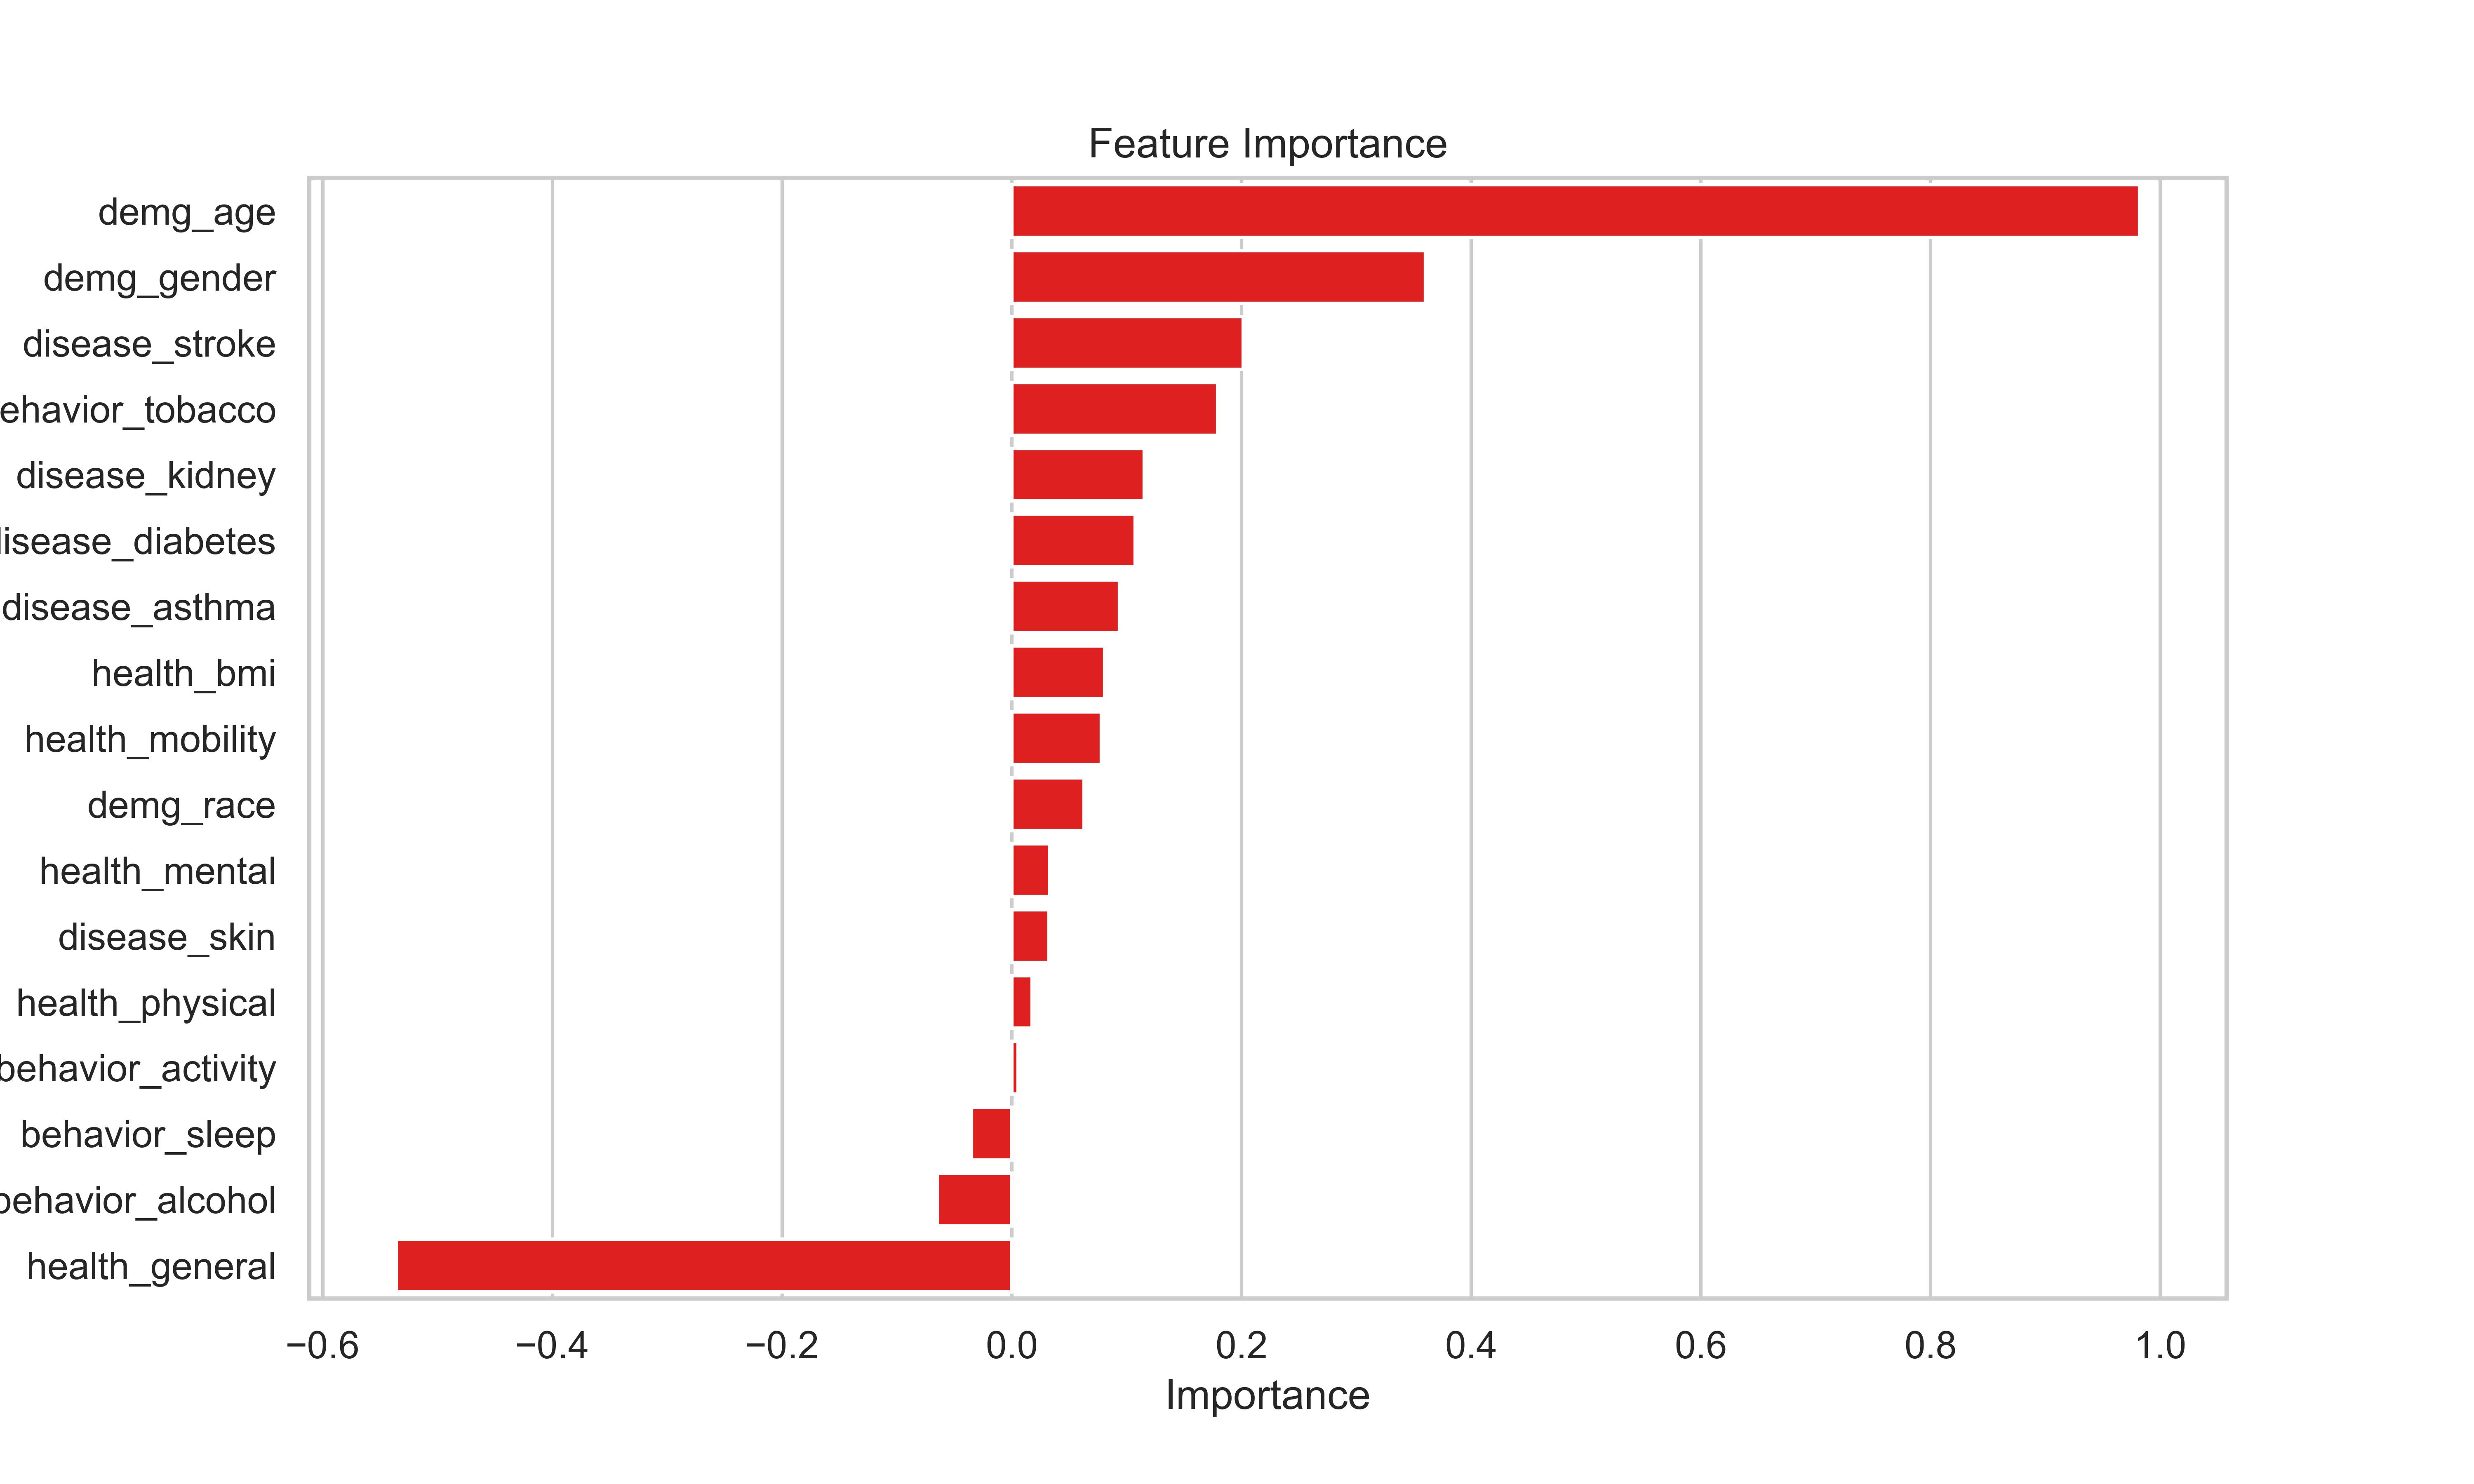 Feature Importance
demg_age
demg_gender
disease_stroke
ehavior_tobacco
disease_kidney
isease_diabetes
disease_asthma
health_bmi
health_mobility
demg_race
health_mental
disease_skin
health_physical
behavior_activity
behavior_sleep
behavior_alcohol
health_general
−0.6 −0.4 −0.2 0.0 0.2 0.4 0.6 0.8 1.0
Importance